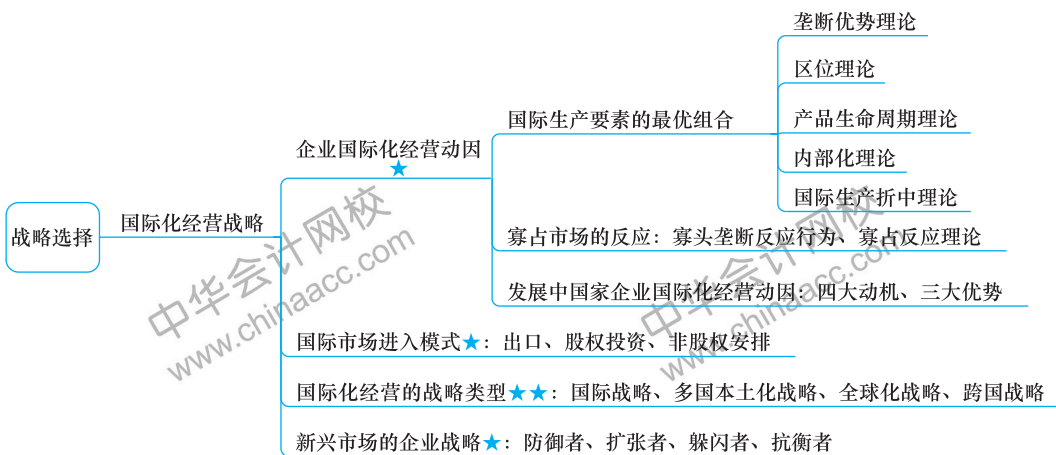 战略选择
国际化经营战略
企业国际化经营动因
★
国际生产要素的最优组合
垄断优势理论
区位理论
产品生命周期理论
内部化理论
国际生产折中理论
寡占市场的反应：寡头垄断反应行为、寡占反应理论
发展中国家企业国际化经营动因：四大动机、三大优势
国际市场进入模式★：出口、股权投资、非股权安排
国际化经营的战略类型★★：国际战略、多国本土化战略、全球化战略、跨国战略
新兴市场的企业战略★：防御者、扩张者、躲闪者、抗衡者
中华会计网校
www.chinaacc.com
中华会计网校
www.chinaacc.com